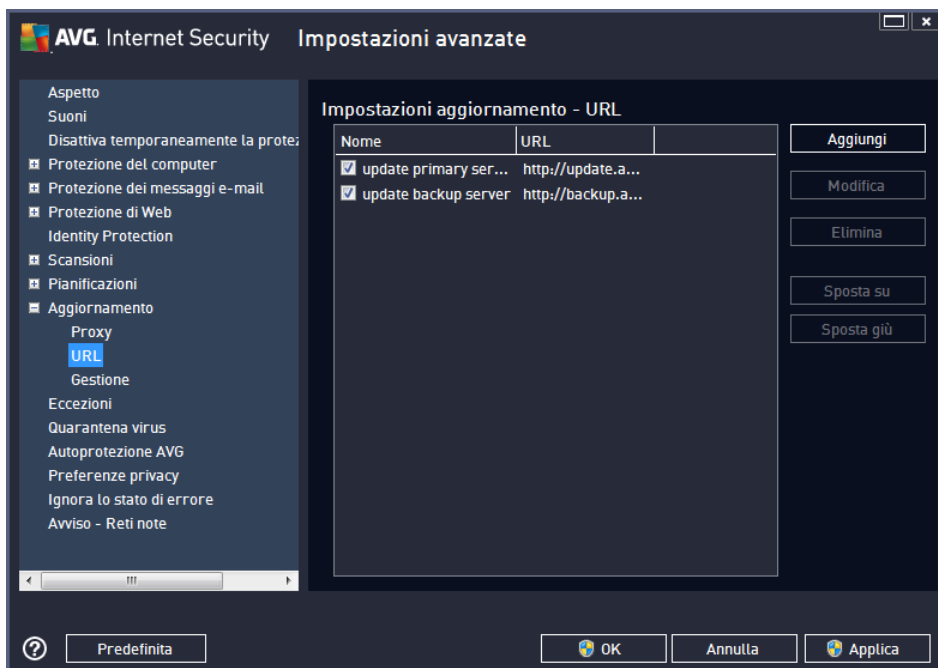 AVG. Internet Security Impostazioni avanzate
Aspetto
Suoni
Disattiva temporaneamente la protez
Protezione del computer
Protezione dei messaggi e-mail
Protezione di Web
Identity Protection
Scansioni
Pianificazioni
Aggiornamento
Proxy
URL
Gestione
Eccezioni
Quarantena virus
Autoprotezione AVG
Preferenze privacy
Ignora lo stato di errore
Avviso - Reti note
Impostazioni aggiornamento - URL
Nome URL
update primary ser... http://update.a...
update backup server http://backup.a...
Aggiungi
Modifica
Elimina
Sposta su
Sposta giù
Predefinita
OK
Annulla
Applica